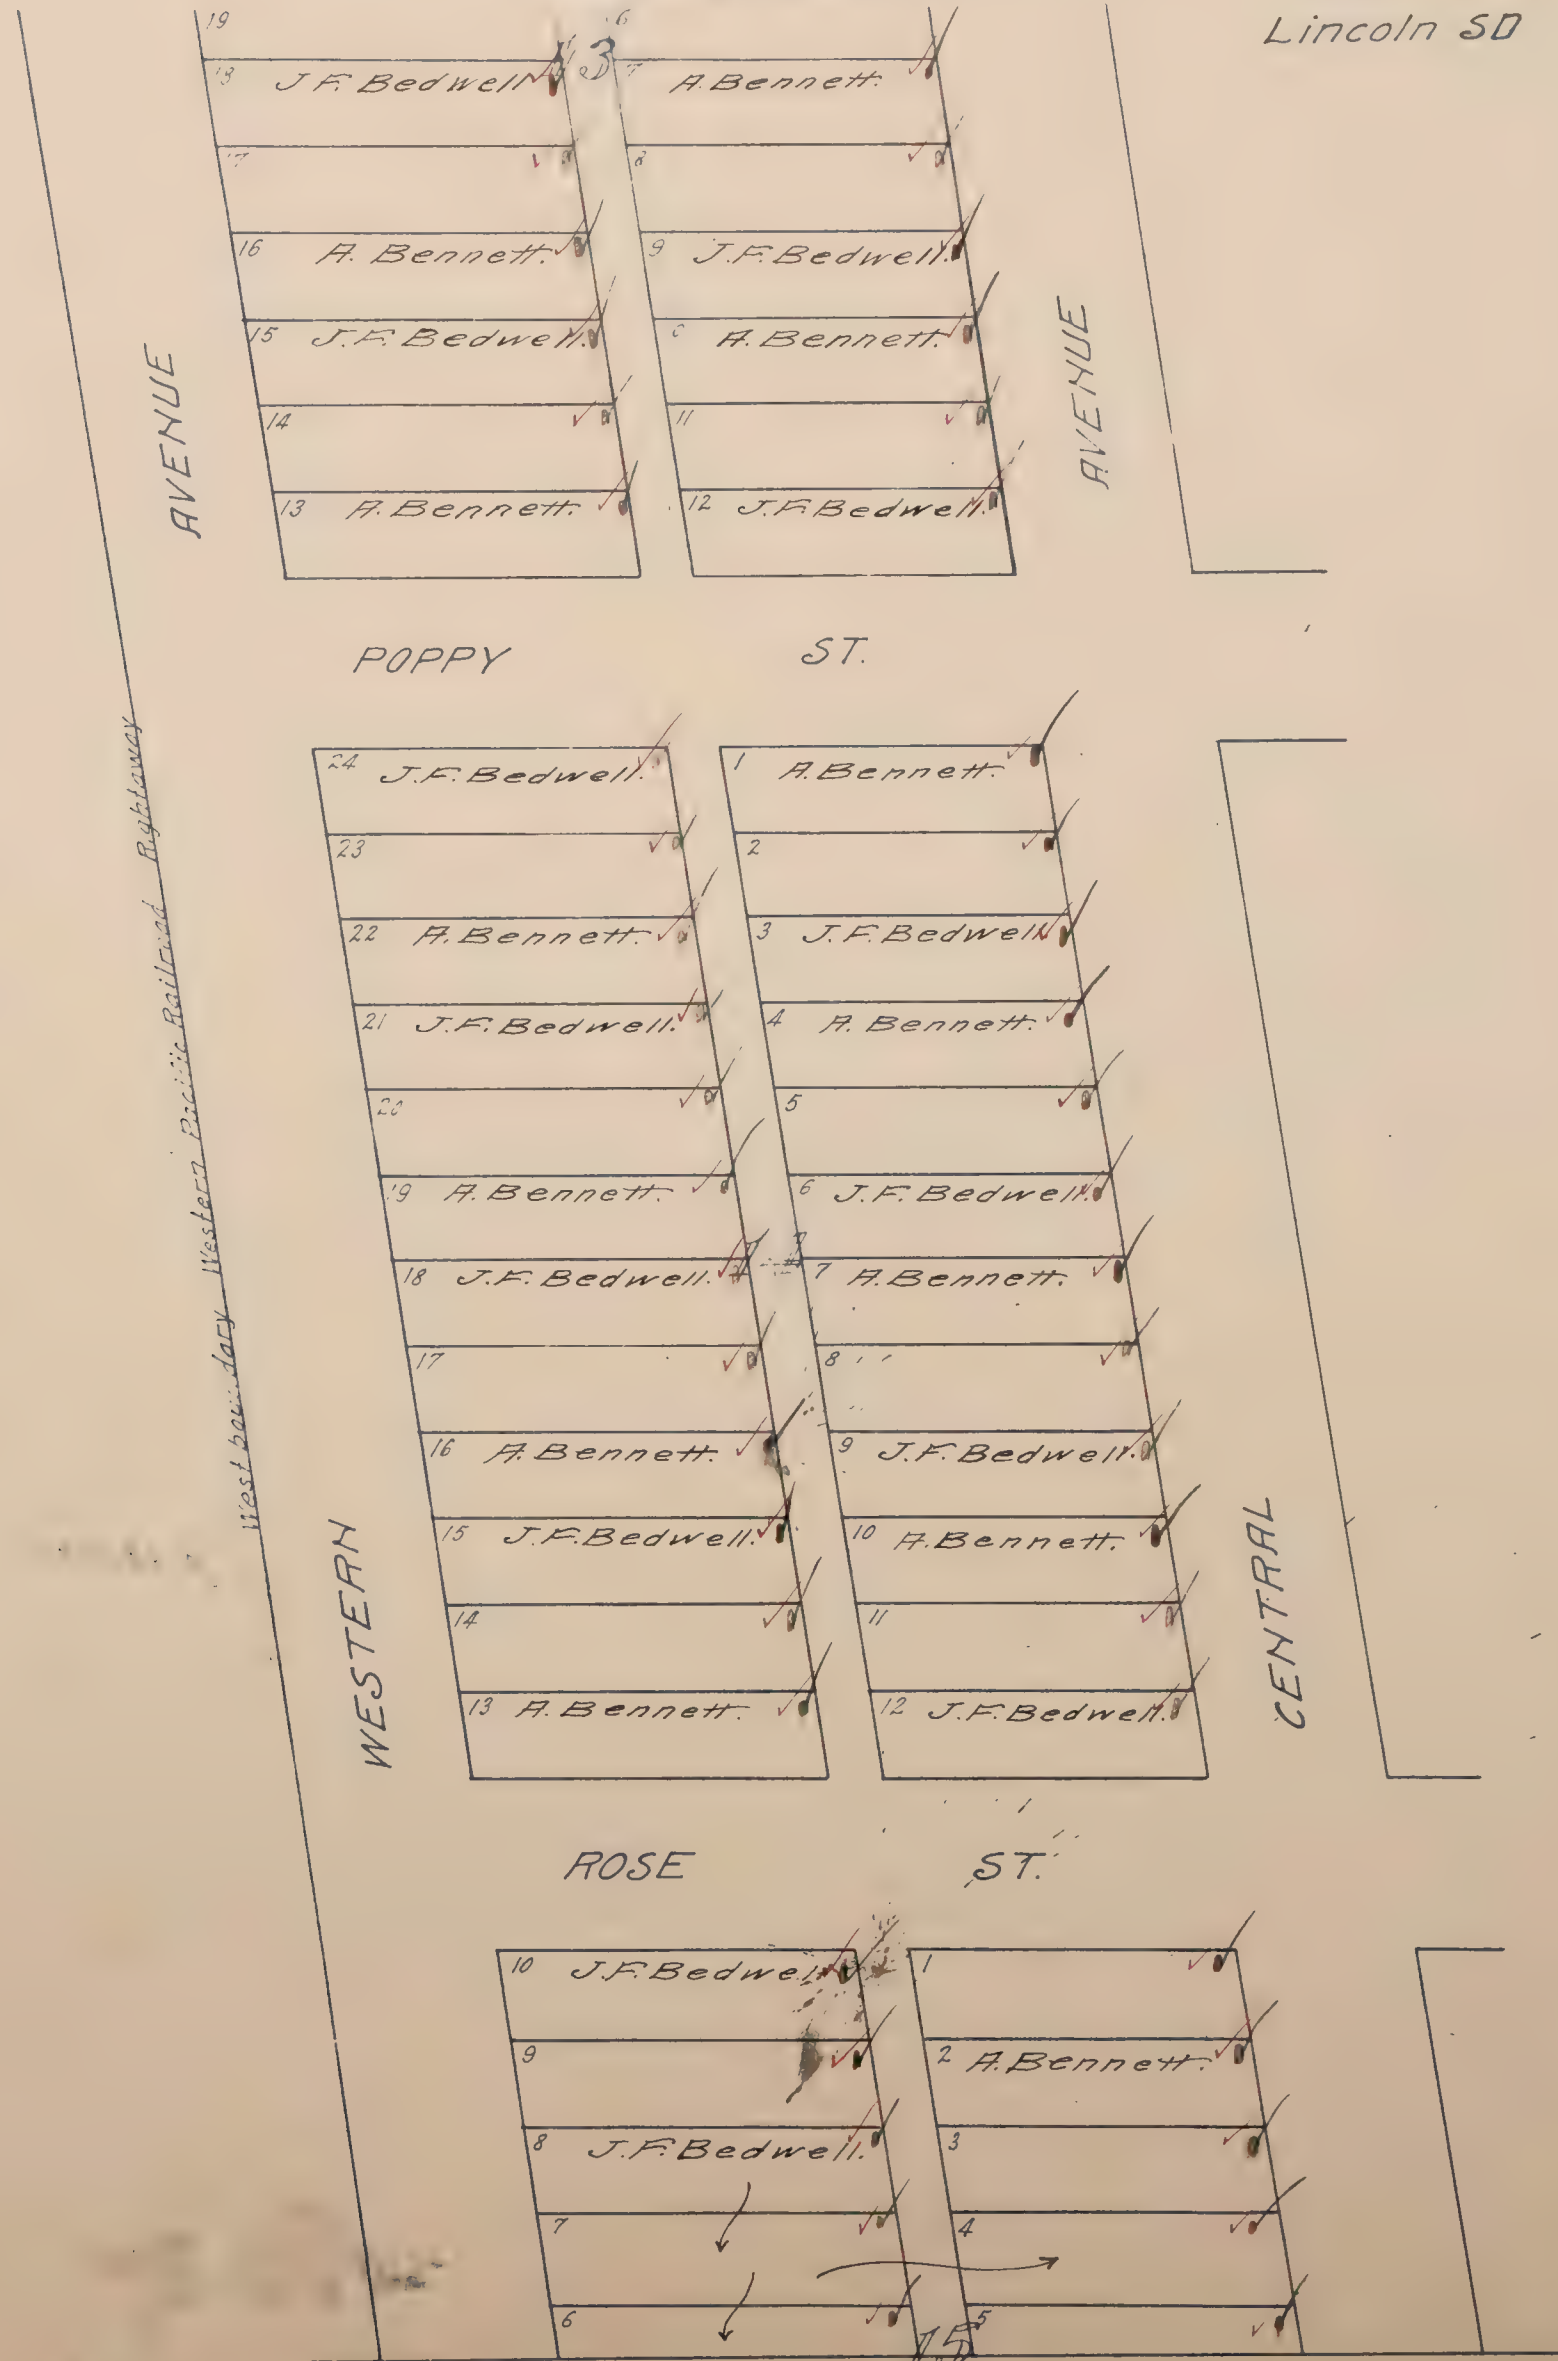 Lincoln SD
19
3
18 J.F. Bedwell.
7 A. Bennett.
17
8
16 A. Bennett.
9 J.F. Bedwell.
15 J.F. Bedwell.
A. Bennett.
14
11
13 A. Bennett.
12 J.F. Bedwell.
AVENUE
AVENUE
POPPY ST.
24 J.F. Bedwell.
1 A. Bennett.
23
2
22 A. Bennett.
3 J.F. Bedwell.
21 J.F. Bedwell.
4 A. Bennett.
20
5
19 A. Bennett.
6 J.F. Bedwell.
18 J.F. Bedwell.
7 A. Bennett.
17
8
16 A. Bennett.
9 J.F. Bedwell.
15 J.F. Bedwell.
10 A. Bennett.
14
11
13 A. Bennett.
12 J.F. Bedwell.
West boundary Western Pacific Railroad Rightaway
WESTERN
CENTRAL
ROSE ST.
10 J.F. Bedwell.
1
9
2 A. Bennett.
8 J.F. Bedwell.
3
7
4
6
5